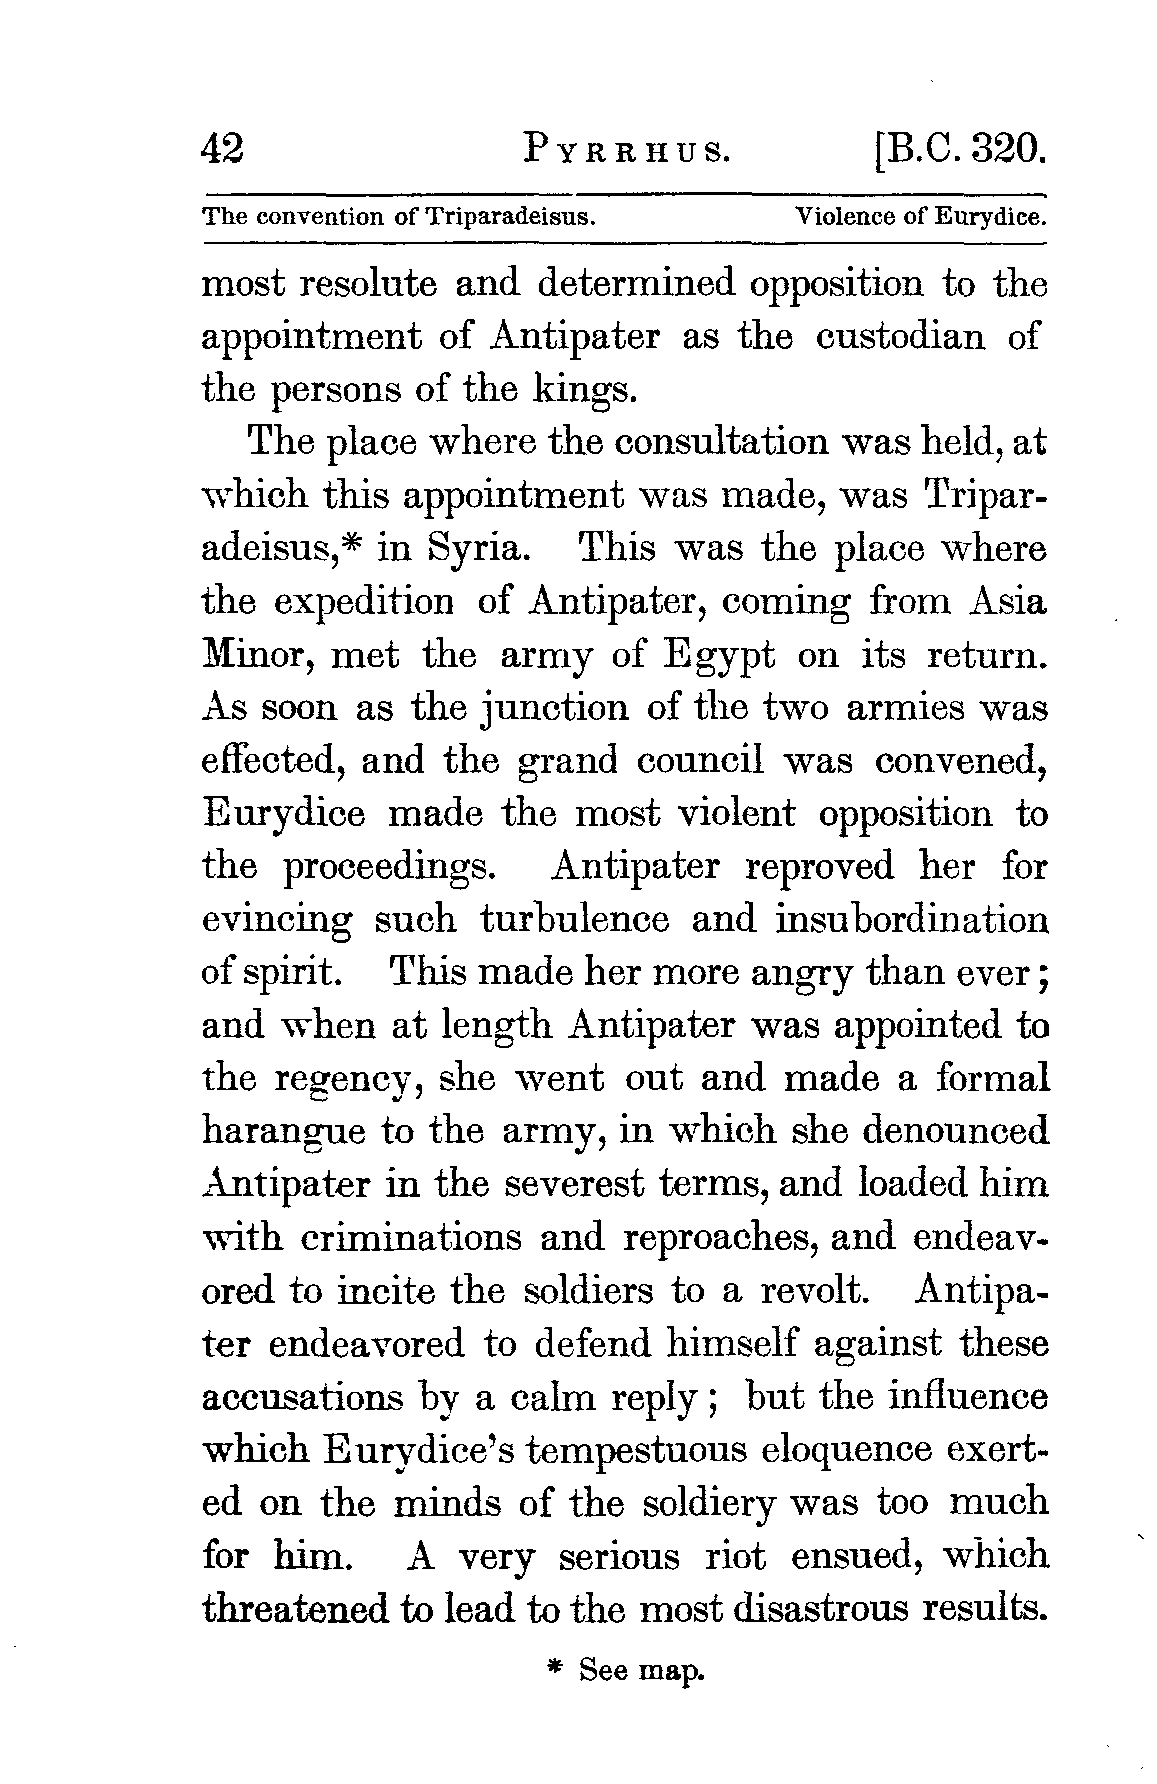 42 PYRRHUS. [B.C. 320.
The convention of Triparadeisus. Violence of Eurydice.
most resolute and determined opposition to the
appointment of Antipater as the custodian of
the persons of the kings.
The place where the consultation was held, at
which this appointment was made, was Tripar-
adeisus,* in Syria. This was the place where
the expedition of Antipater, coming from Asia
Minor, met the army of Egypt on its return.
As soon as the junction of the two armies was
effected, and the grand council was convened,
Eurydice made the most violent opposition to
the proceedings. Antipater reproved her for
evincing such turbulence and insubordination
of spirit. This made her more angry than ever;
and when at length Antipater was appointed to
the regency, she went out and made a formal
harangue to the army, in which she denounced
Antipater in the severest terms, and loaded him
with criminations and reproaches, and endeav-
ored to incite the soldiers to a revolt. Antipa-
ter endeavored to defend himself against these
accusations by a calm reply; but the influence
which Eurydice's tempestuous eloquence exert-
ed on the minds of the soldiery was too much
for him. A very serious riot ensued, which
threatened to lead to the most disastrous results.
* See map.